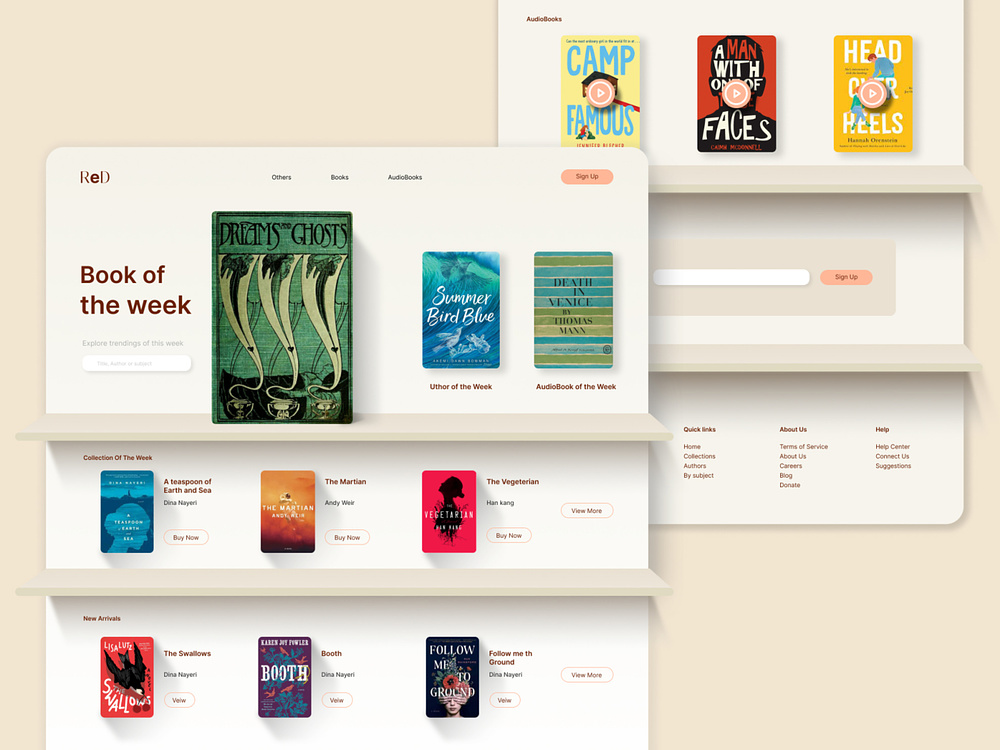 AudioBooks
CAMP
FAMOUS
JENNIFER BLECHER
A MAN
WITH
ONE OF
FACES
CAIMH MCDONNELL
HEAD
OVER
HEELS
Hannah Orenstein
ReD
Others
Books
AudioBooks
Sign Up
Book of
the week
Explore trendings of this week
Title, Author or subject
DREAMS AND GHOSTS
Summer
Bird Blue
AKEMI DAWN BOWMAN
Uthor of the Week
DEATH
IN
VENICE
BY
THOMAS
MANN
AudioBook of the Week
Sign Up
Collection Of The Week
DINA NAYERI
A
TEASPOON
of EARTH
and
SEA
A teaspoon of
Earth and Sea
Dina Nayeri
Buy Now
THE MARTIAN
ANDY WEIR
The Martian
Andy Weir
Buy Now
THE
VEGETARIAN
HAN KANG
The Vegeterian
Han kang
Buy Now
View More
Quick links
Home
Collections
Authors
By subject
About Us
Terms of Service
About Us
Careers
Blog
Donate
Help
Help Center
Connect Us
Suggestions
New Arrivals
LISA LUTZ
THE
SWALLOWS
The Swallows
Dina Nayeri
Veiw
KAREN JOY FOWLER
BOOTH
Booth
Dina Nayeri
Veiw
FOLLOW
ME
TO
GROUND
Follow me th
Ground
Dina Nayeri
Veiw
View More